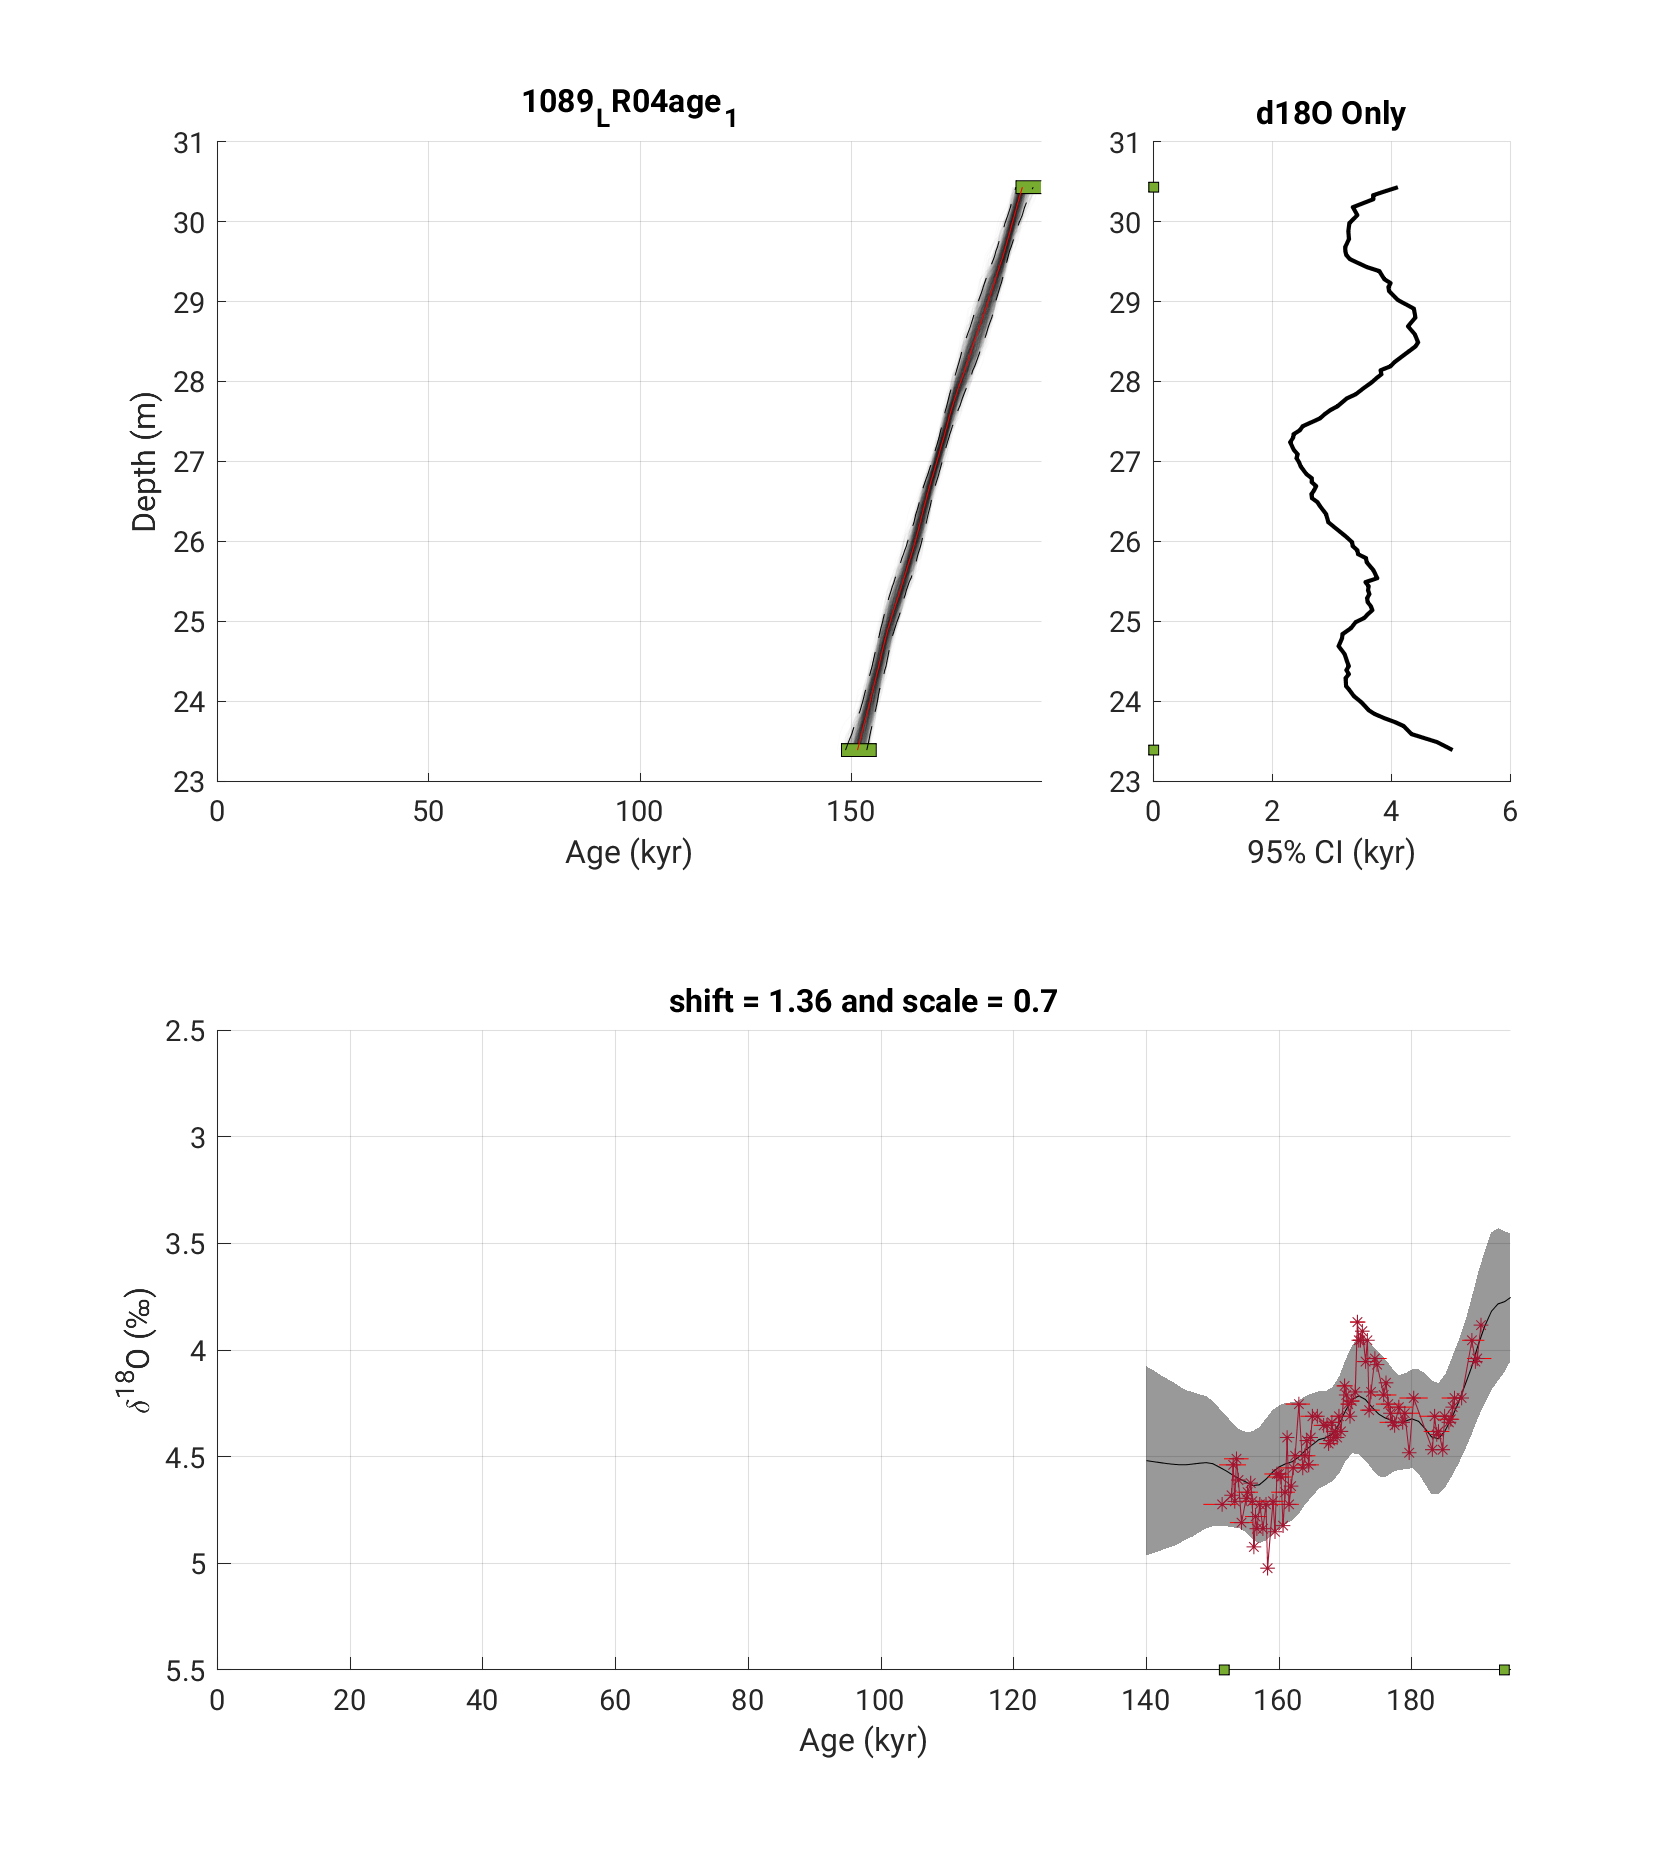 1089LR04age1
31
30
29
28
27
26
25
24
23
Depth (m)
0 50 100 150
Age (kyr)
d18O Only
31
30
29
28
27
26
25
24
23
0 2 4 6
95% CI (kyr)
shift = 1.36 and scale = 0.7
2.5
3
3.5
4
4.5
5
5.5
δ18O (‰)
0 20 40 60 80 100 120 140 160 180
Age (kyr)